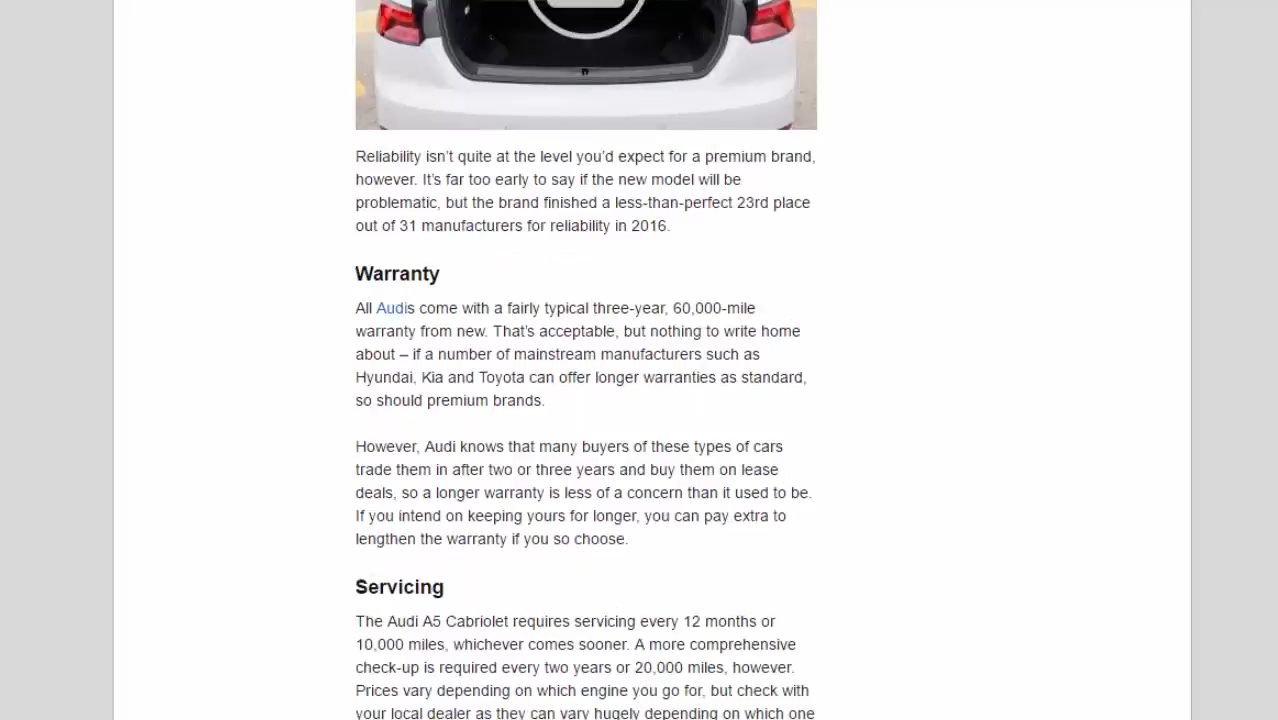 Reliability isn’t quite at the level you’d expect for a premium brand,
however. It’s far too early to say if the new model will be
problematic, but the brand finished a less-than-perfect 23rd place
out of 31 manufacturers for reliability in 2016.
Warranty
All Audis come with a fairly typical three-year, 60,000-mile
warranty from new. That’s acceptable, but nothing to write home
about – if a number of mainstream manufacturers such as
Hyundai, Kia and Toyota can offer longer warranties as standard,
so should premium brands.
However, Audi knows that many buyers of these types of cars
trade them in after two or three years and buy them on lease
deals, so a longer warranty is less of a concern than it used to be.
If you intend on keeping yours for longer, you can pay extra to
lengthen the warranty if you so choose.
Servicing
The Audi A5 Cabriolet requires servicing every 12 months or
10,000 miles, whichever comes sooner. A more comprehensive
check-up is required every two years or 20,000 miles, however.
Prices vary depending on which engine you go for, but check with
your local dealer as they can vary hugely depending on which one